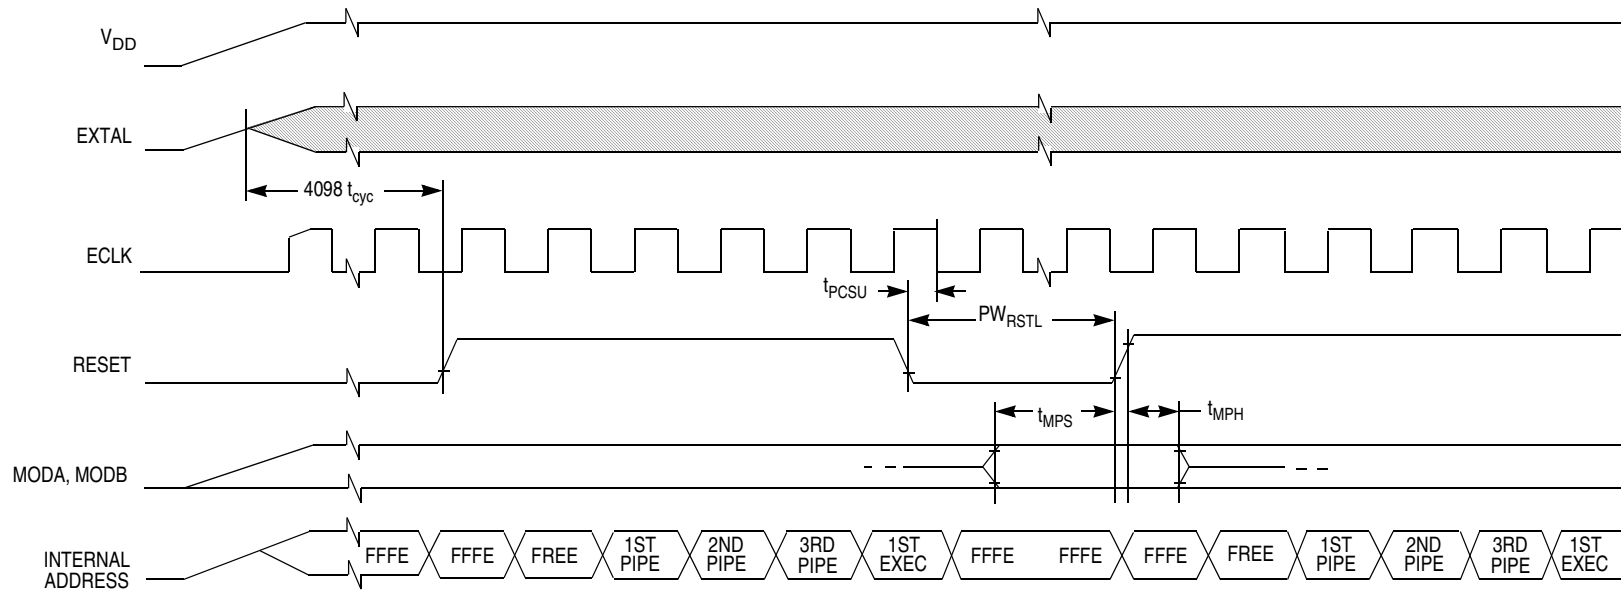 VDD
EXTAL
4098 tcyc
ECLK
tPCSU
PWRSTL
RESET
tMPS
tMPH
MODA, MODB
INTERNAL
ADDRESS
FFFE FFFE FREE 1ST PIPE 2ND PIPE 3RD PIPE 1ST EXEC FFFE FFFE FFFE FREE 1ST PIPE 2ND PIPE 3RD PIPE 1ST EXEC